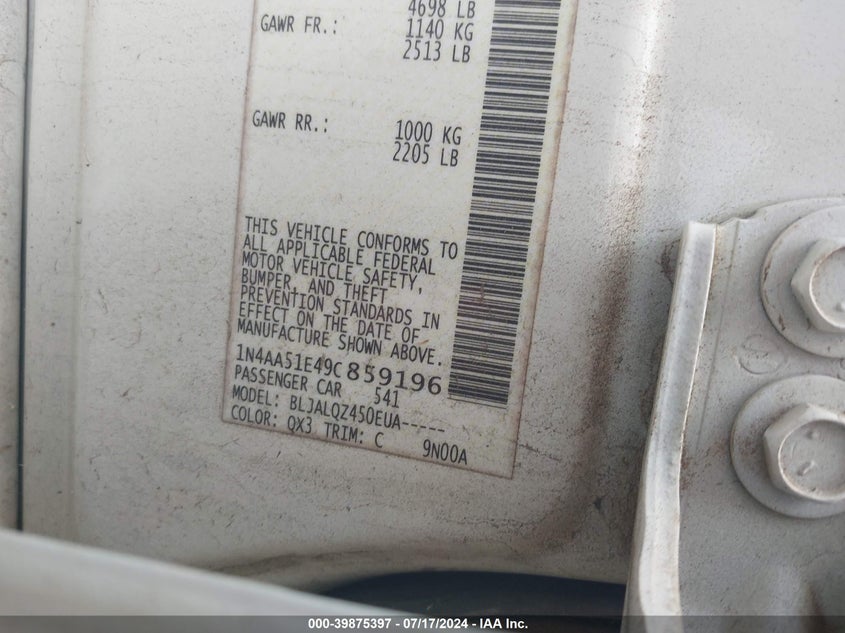 4698 LB
GAWR FR.: 1140 KG
2513 LB
GAWR RR.: 1000 KG
2205 LB
THIS VEHICLE CONFORMS TO
ALL APPLICABLE FEDERAL
MOTOR VEHICLE SAFETY,
BUMPER, AND THEFT
PREVENTION STANDARDS IN
EFFECT ON THE DATE OF
MANUFACTURE SHOWN ABOVE.
1N4AA51E49C859196
PASSENGER CAR 541
MODEL: BLJALQZ450EUA-----
COLOR: QX3 TRIM: C 9N00A
000-39875397 - 07/17/2024 - IAA Inc.